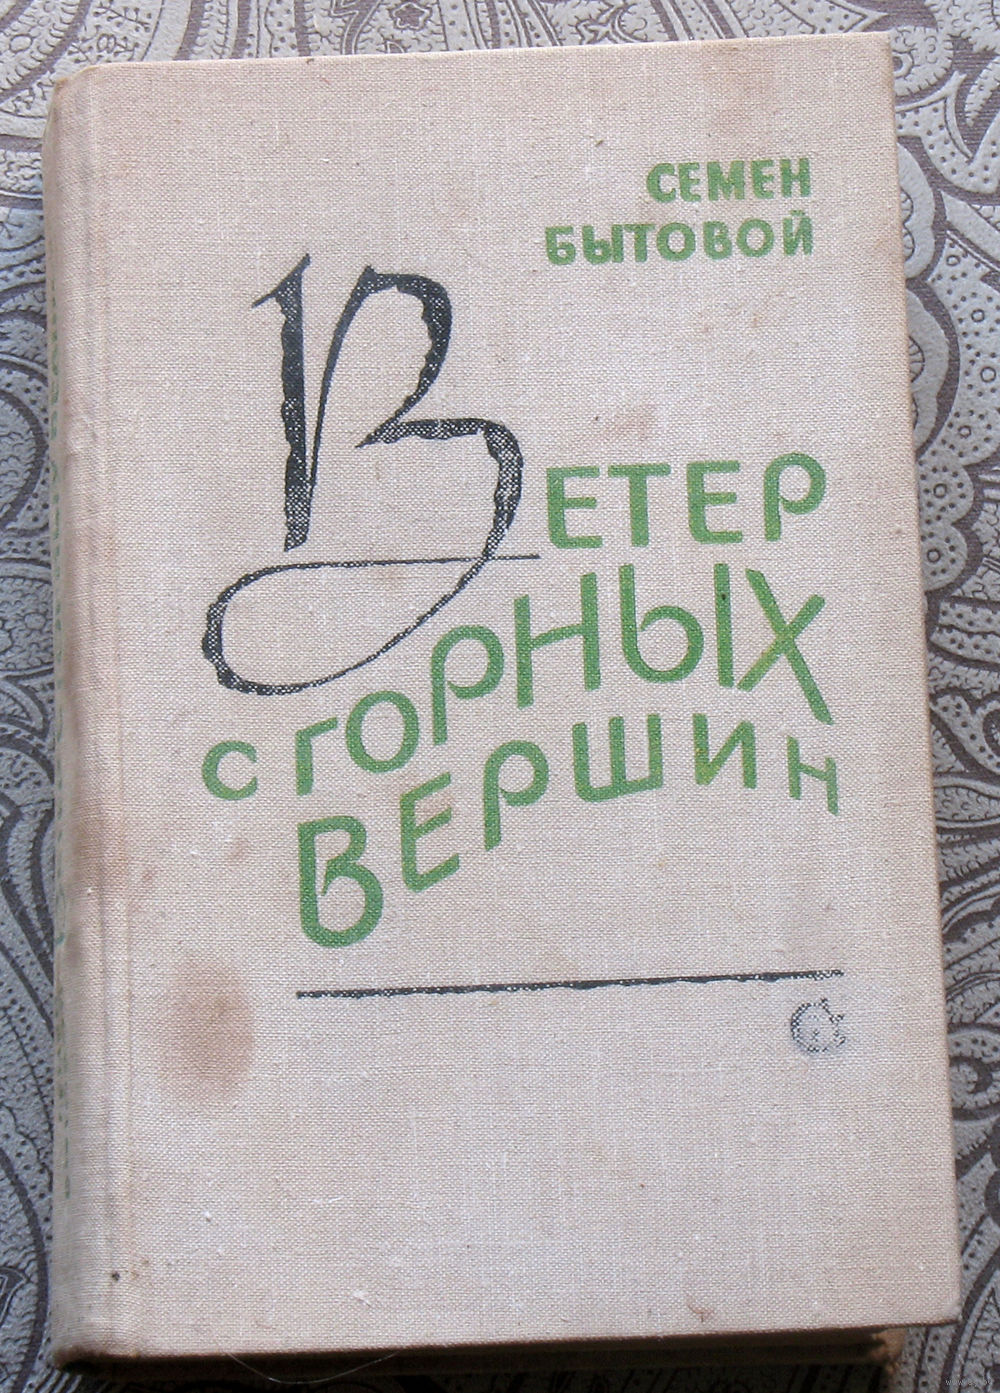 СЕМЕН
БЫТОВОЙ
ВЕТЕР
С ГОРНЫХ
ВЕРШИН